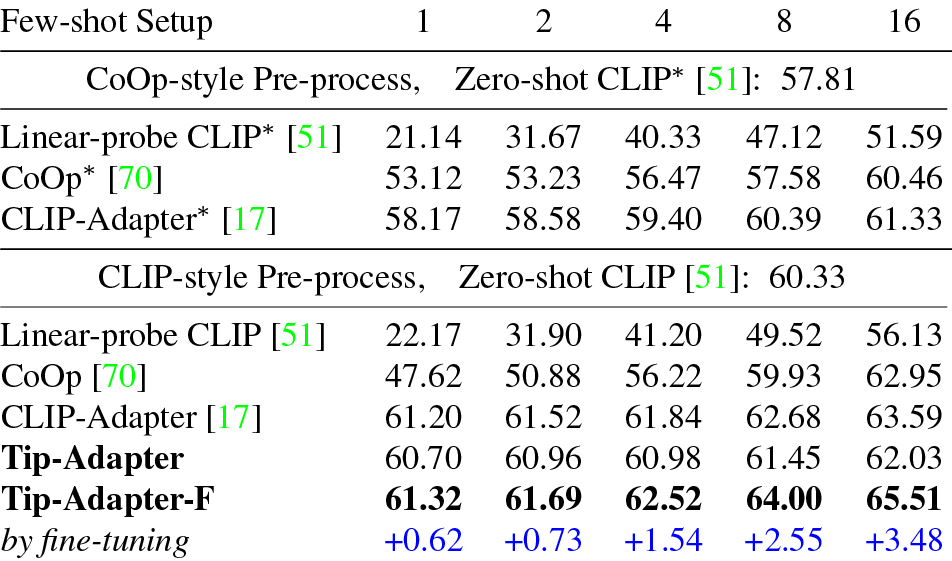 Few-shot Setup 1 2 4 8 16
CoOp-style Pre-process, Zero-shot CLIP* [51]: 57.81
Linear-probe CLIP* [51] 21.14 31.67 40.33 47.12 51.59
CoOp* [70] 53.12 53.23 56.47 57.58 60.46
CLIP-Adapter* [17] 58.17 58.58 59.40 60.39 61.33
CLIP-style Pre-process, Zero-shot CLIP [51]: 60.33
Linear-probe CLIP [51] 22.17 31.90 41.20 49.52 56.13
CoOp [70] 47.62 50.88 56.22 59.93 62.95
CLIP-Adapter [17] 61.20 61.52 61.84 62.68 63.59
Tip-Adapter 60.70 60.96 60.98 61.45 62.03
Tip-Adapter-F 61.32 61.69 62.52 64.00 65.51
by fine-tuning +0.62 +0.73 +1.54 +2.55 +3.48